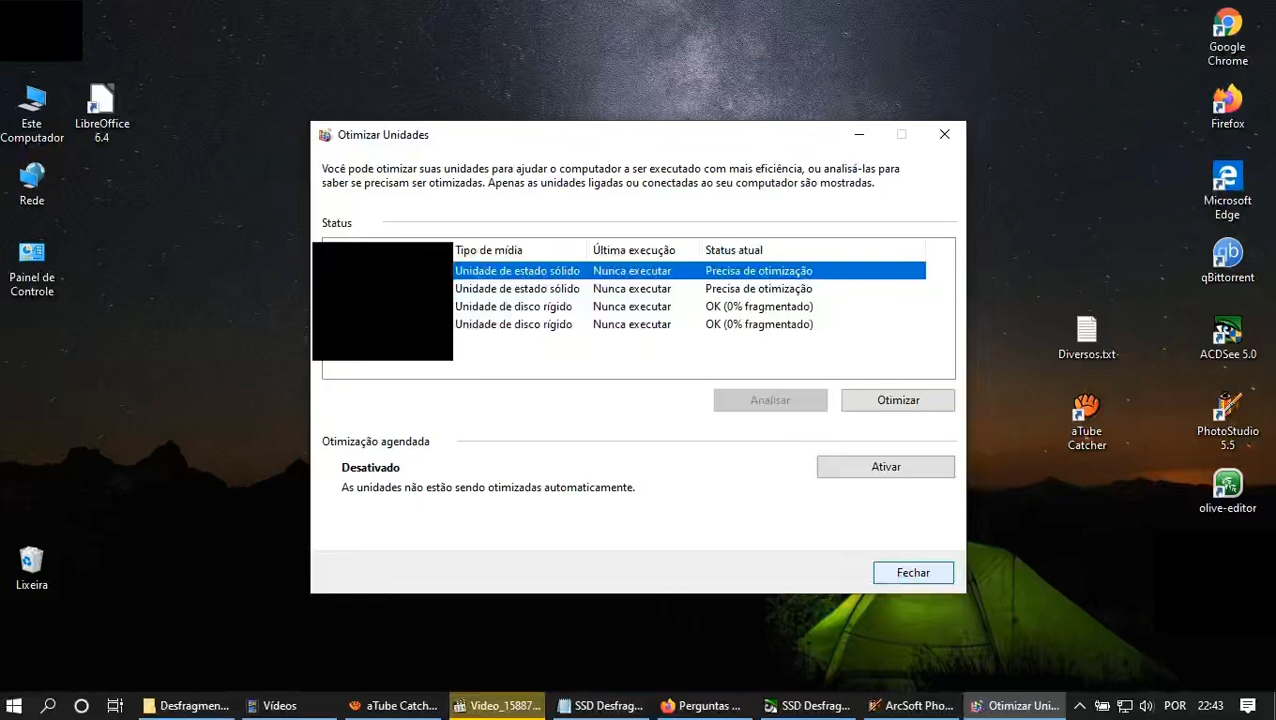 Google
Chrome
Este
Computador
LibreOffice
6.4
Firefox
Rede
Microsoft
Edge
Painel de
Controle
qBittorrent
Diversos.txt
ACDSee 5.0
aTube
Catcher
PhotoStudio
5.5
olive-editor
Lixeira
Otimizar Unidades
Você pode otimizar suas unidades para ajudar o computador a ser executado com mais eficiência, ou analisá-las para
saber se precisam ser otimizadas. Apenas as unidades ligadas ou conectadas ao seu computador são mostradas.
Status
Tipo de mídia Última execução Status atual
Unidade de estado sólido Nunca executar Precisa de otimização
Unidade de estado sólido Nunca executar Precisa de otimização
Unidade de disco rígido Nunca executar OK (0% fragmentado)
Unidade de disco rígido Nunca executar OK (0% fragmentado)
Analisar Otimizar
Otimização agendada
Desativado Ativar
As unidades não estão sendo otimizadas automaticamente.
Fechar
Desfragmen... Vídeos aTube Catch... Video_15887... SSD Desfrag... Perguntas ... SSD Desfrag... ArcSoft Pho... Otimizar Uni... POR 22:43